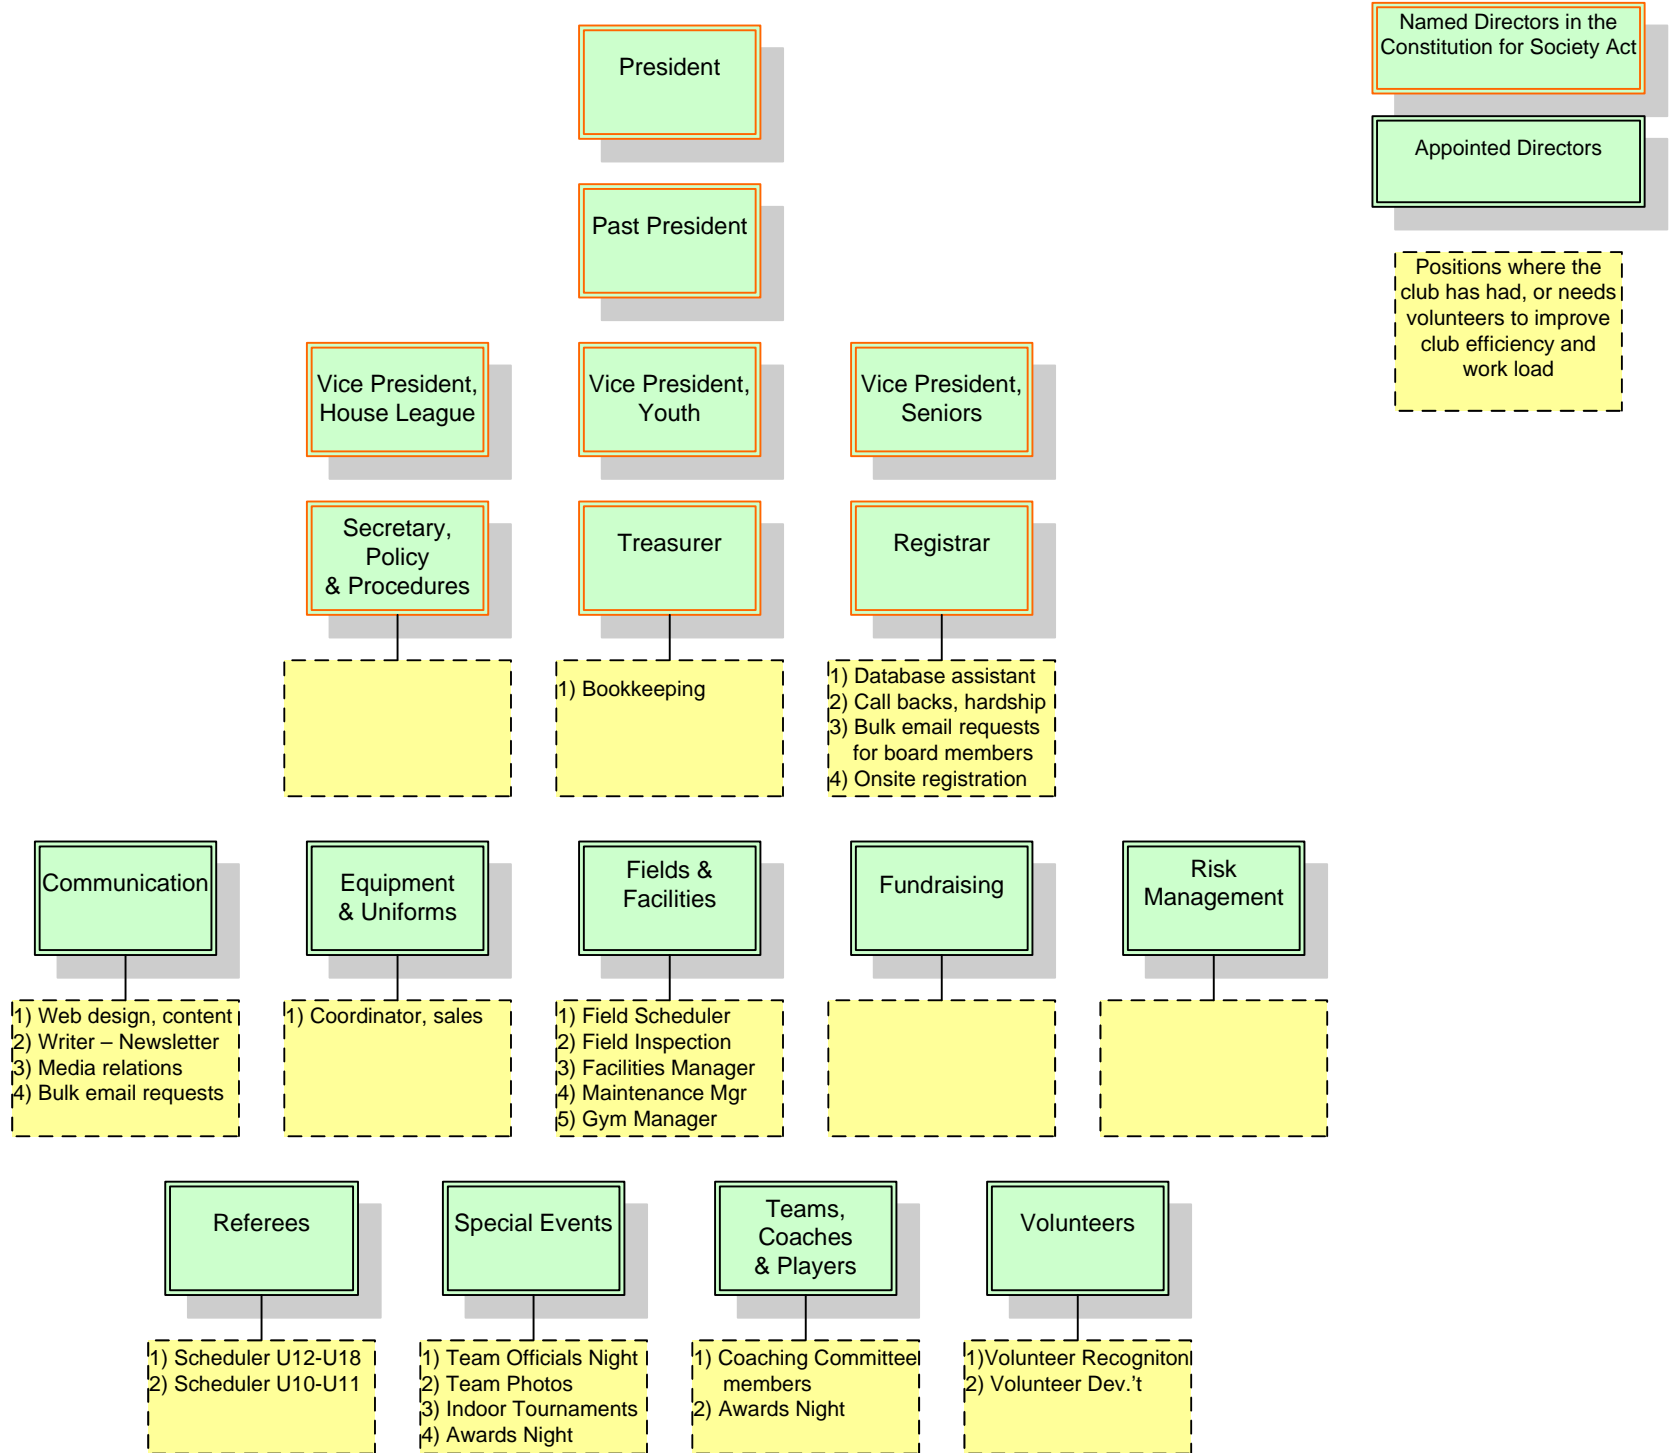 President
Named Directors in the
Constitution for Society Act
Appointed Directors
Positions where the
club has had, or needs
volunteers to improve
club efficiency and
work load
Past President
Vice President,
House League
Vice President,
Youth
Vice President,
Seniors
Secretary,
Policy
& Procedures
Treasurer
Registrar
1) Bookkeeping
1) Database assistant
2) Call backs, hardship
3) Bulk email requests
for board members
4) Onsite registration
Communication
Equipment
& Uniforms
Fields &
Facilities
Fundraising
Risk
Management
1) Web design, content
2) Writer – Newsletter
3) Media relations
4) Bulk email requests
1) Coordinator, sales
1) Field Scheduler
2) Field Inspection
3) Facilities Manager
4) Maintenance Mgr
5) Gym Manager
Referees
Special Events
Teams,
Coaches
& Players
Volunteers
1) Scheduler U12-U18
2) Scheduler U10-U11
1) Team Officials Night
2) Team Photos
3) Indoor Tournaments
4) Awards Night
1) Coaching Committee
members
2) Awards Night
1)Volunteer Recogniton
2) Volunteer Dev.'t